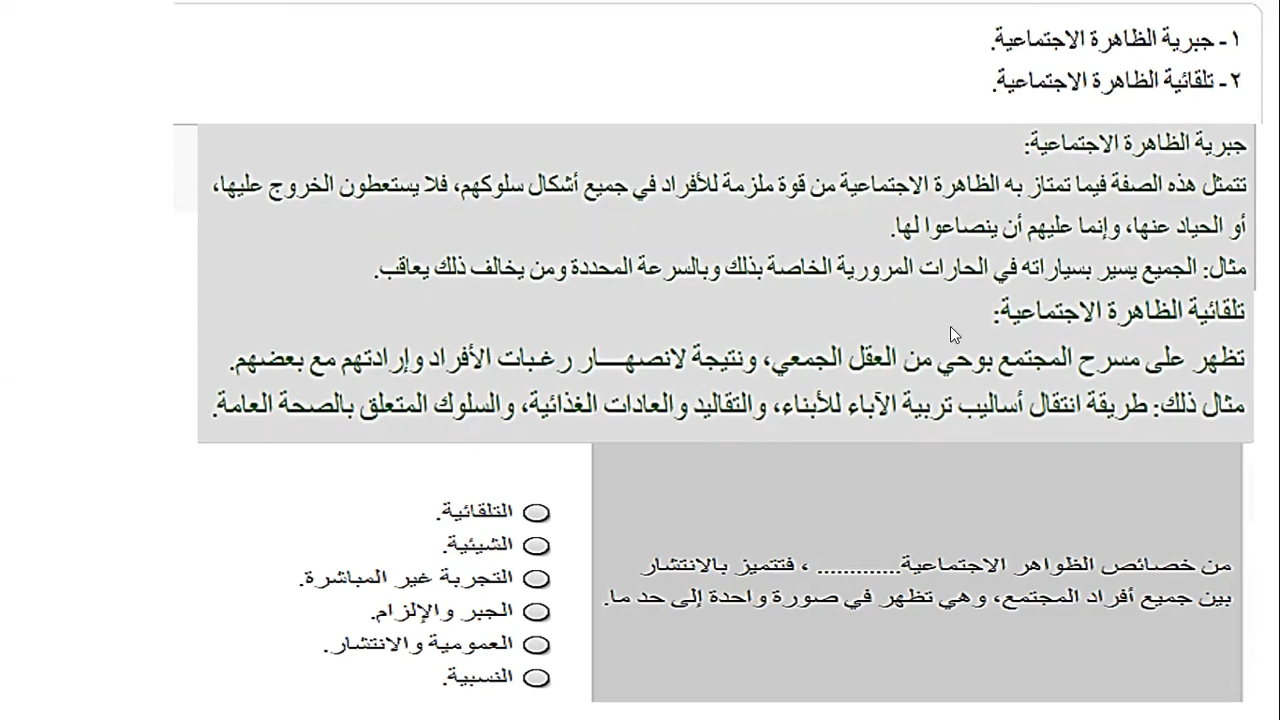 ١- جبرية الظاهرة الاجتماعية.
٢- تلقائية الظاهرة الاجتماعية.
جبرية الظاهرة الاجتماعية:
تتمثل هذه الصفة فيما تمتاز به الظاهرة الاجتماعية من قوة ملزمة للأفراد في جميع أشكال سلوكهم، فلا يستعطون الخروج عليها،
أو الحياد عنها، وإنما عليهم أن ينصاعوا لها.
مثال: الجميع يسير بسياراته في الحارات المرورية الخاصة بذلك وبالسرعة المحددة ومن يخالف ذلك يعاقب.
تلقائية الظاهرة الاجتماعية:
تظهر على مسرح المجتمع بوحي من العقل الجمعي، ونتيجة لانصهـــار رغبات الأفراد وإرادتهم مع بعضهم.
مثال ذلك: طريقة انتقال أساليب تربية الآباء للأبناء، والتقاليد والعادات الغذائية، والسلوك المتعلق بالصحة العامة.
من خصائص الظواهر الاجتماعية.............، فتتميز بالانتشار
بين جميع أفراد المجتمع، وهي تظهر في صورة واحدة إلى حد ما.
التلقائية.
الشيئية.
التجربة غير المباشرة.
الجبر والإلزام.
العمومية والانتشار.
النسبية.